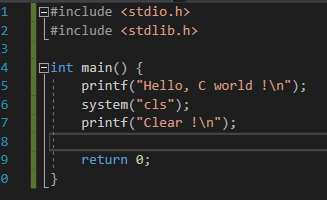 1 #include <stdio.h>
2 #include <stdlib.h>
3
4 int main() {
5 printf("Hello, C world !\n");
6 system("cls");
7 printf("Clear !\n");
8
9 return 0;
0 }